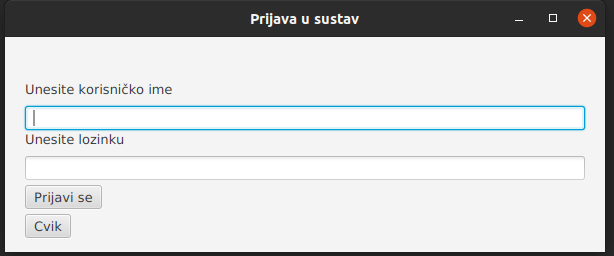 Prijava u sustav
Unesite korisničko ime
Unesite lozinku
Prijavi se
Cvik